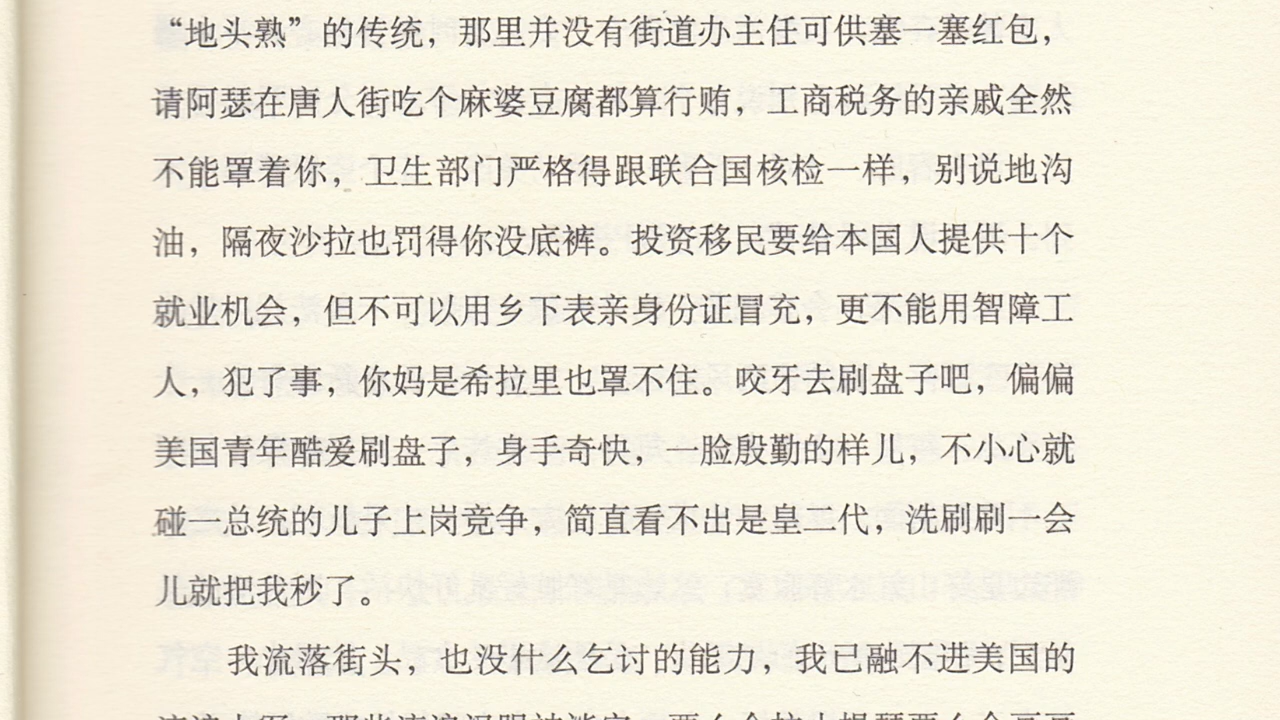 “地头熟”的传统，那里并没有街道办主任可供塞一塞红包，
请阿瑟在唐人街吃个麻婆豆腐都算行贿，工商税务的亲戚全然
不能罩着你，卫生部门严格得跟联合国核检一样，别说地沟
油，隔夜沙拉也罚得你没底裤。投资移民要给本国人提供十个
就业机会，但不可以用乡下表亲身份证冒充，更不能用智障工
人，犯了事，你妈是希拉里也罩不住。咬牙去刷盘子吧，偏偏
美国青年酷爱刷盘子，身手奇快，一脸殷勤的样儿，不小心就
碰一总统的儿子上岗竞争，简直看不出是皇二代，洗刷刷一会
儿就把我秒了。
我流落街头，也没什么乞讨的能力，我已融不进美国的